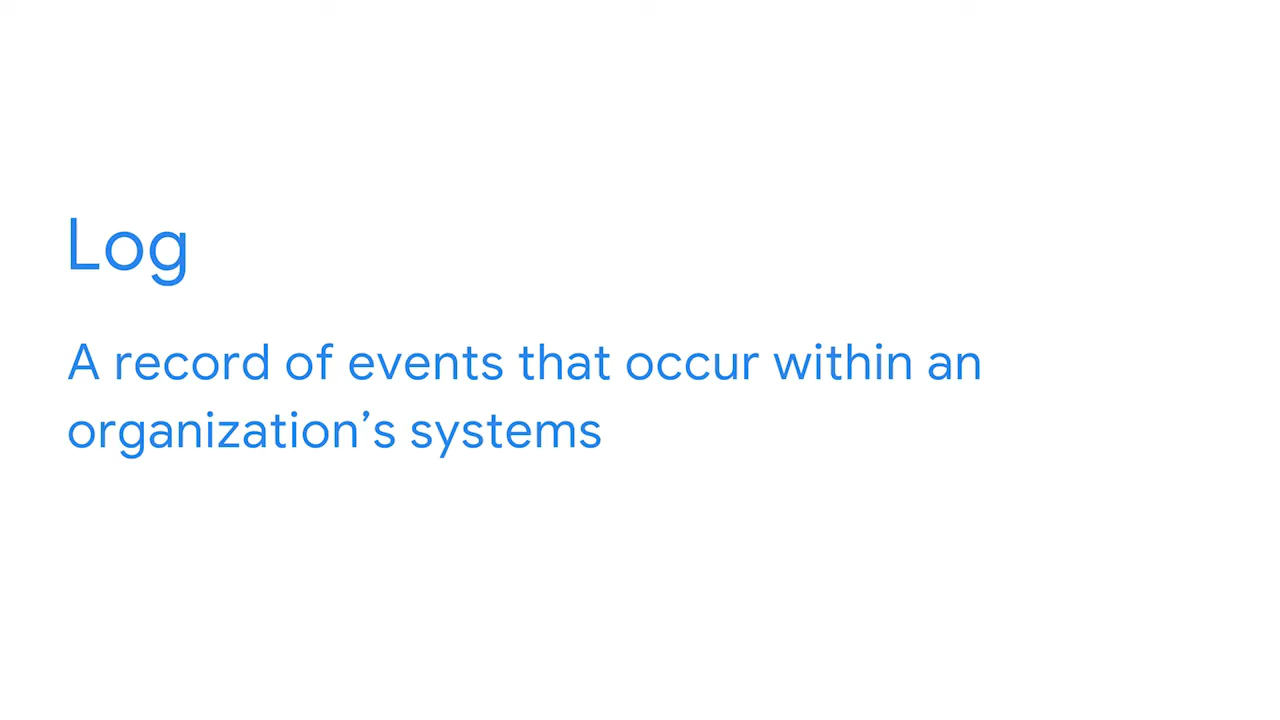 Log
A record of events that occur within an
organization’s systems